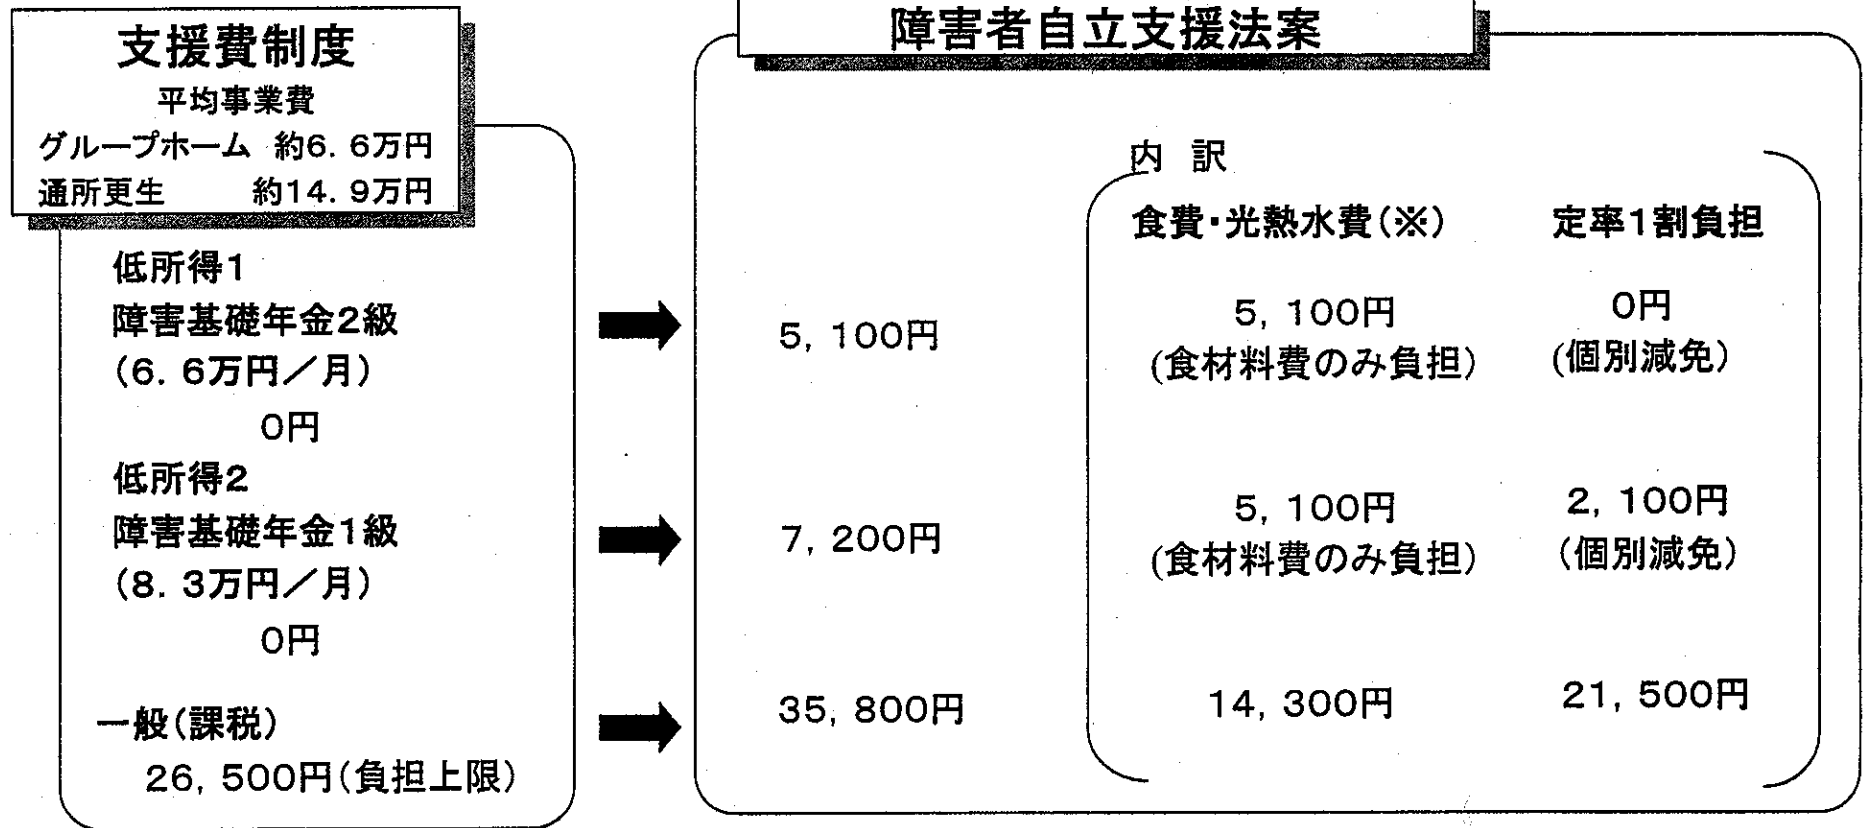 支援費制度
平均事業費
グループホーム 約6.6万円
通所更生 約14.9万円
低所得1
障害基礎年金2級
(6.6万円/月)
0円
低所得2
障害基礎年金1級
(8.3万円/月)
0円
一般(課税)
26,500円(負担上限)
障害者自立支援法案
内 訳
食費・光熱水費(※) 定率1割負担
5,100円 5,100円 0円
(食材料費のみ負担) (個別減免)
7,200円 5,100円 2,100円
(食材料費のみ負担) (個別減免)
35,800円 14,300円 21,500円